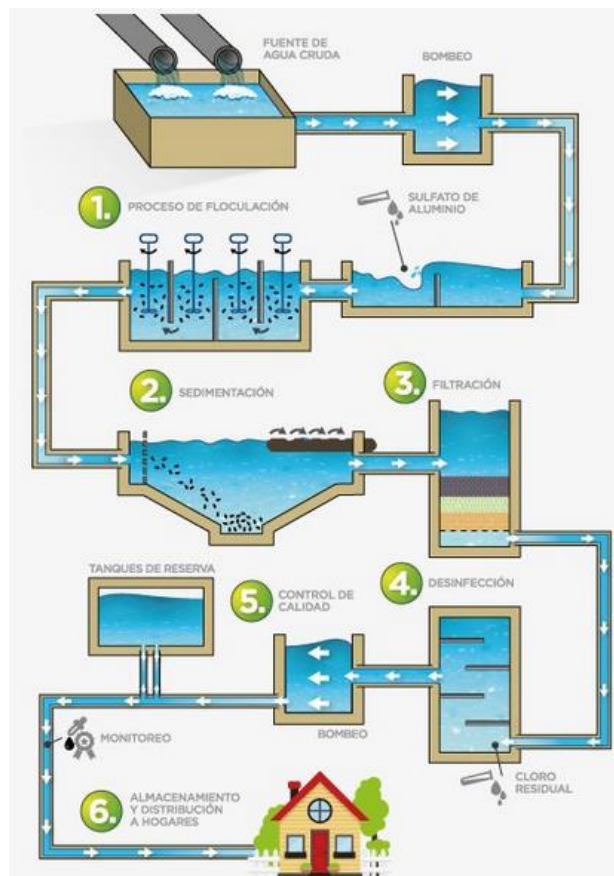 FUENTE DE
AGUA CRUDA
BOMBEO
1.
PROCESO DE FLOCULACIÓN
SULFATO DE
ALUMINIO
2.
SEDIMENTACIÓN
3.
FILTRACIÓN
TANQUES DE RESERVA
5.
CONTROL DE
CALIDAD
4.
DESINFECCIÓN
BOMBEO
MONITOREO
CLORO
RESIDUAL
6.
ALMACENAMIENTO
Y DISTRIBUCIÓN
A HOGARES